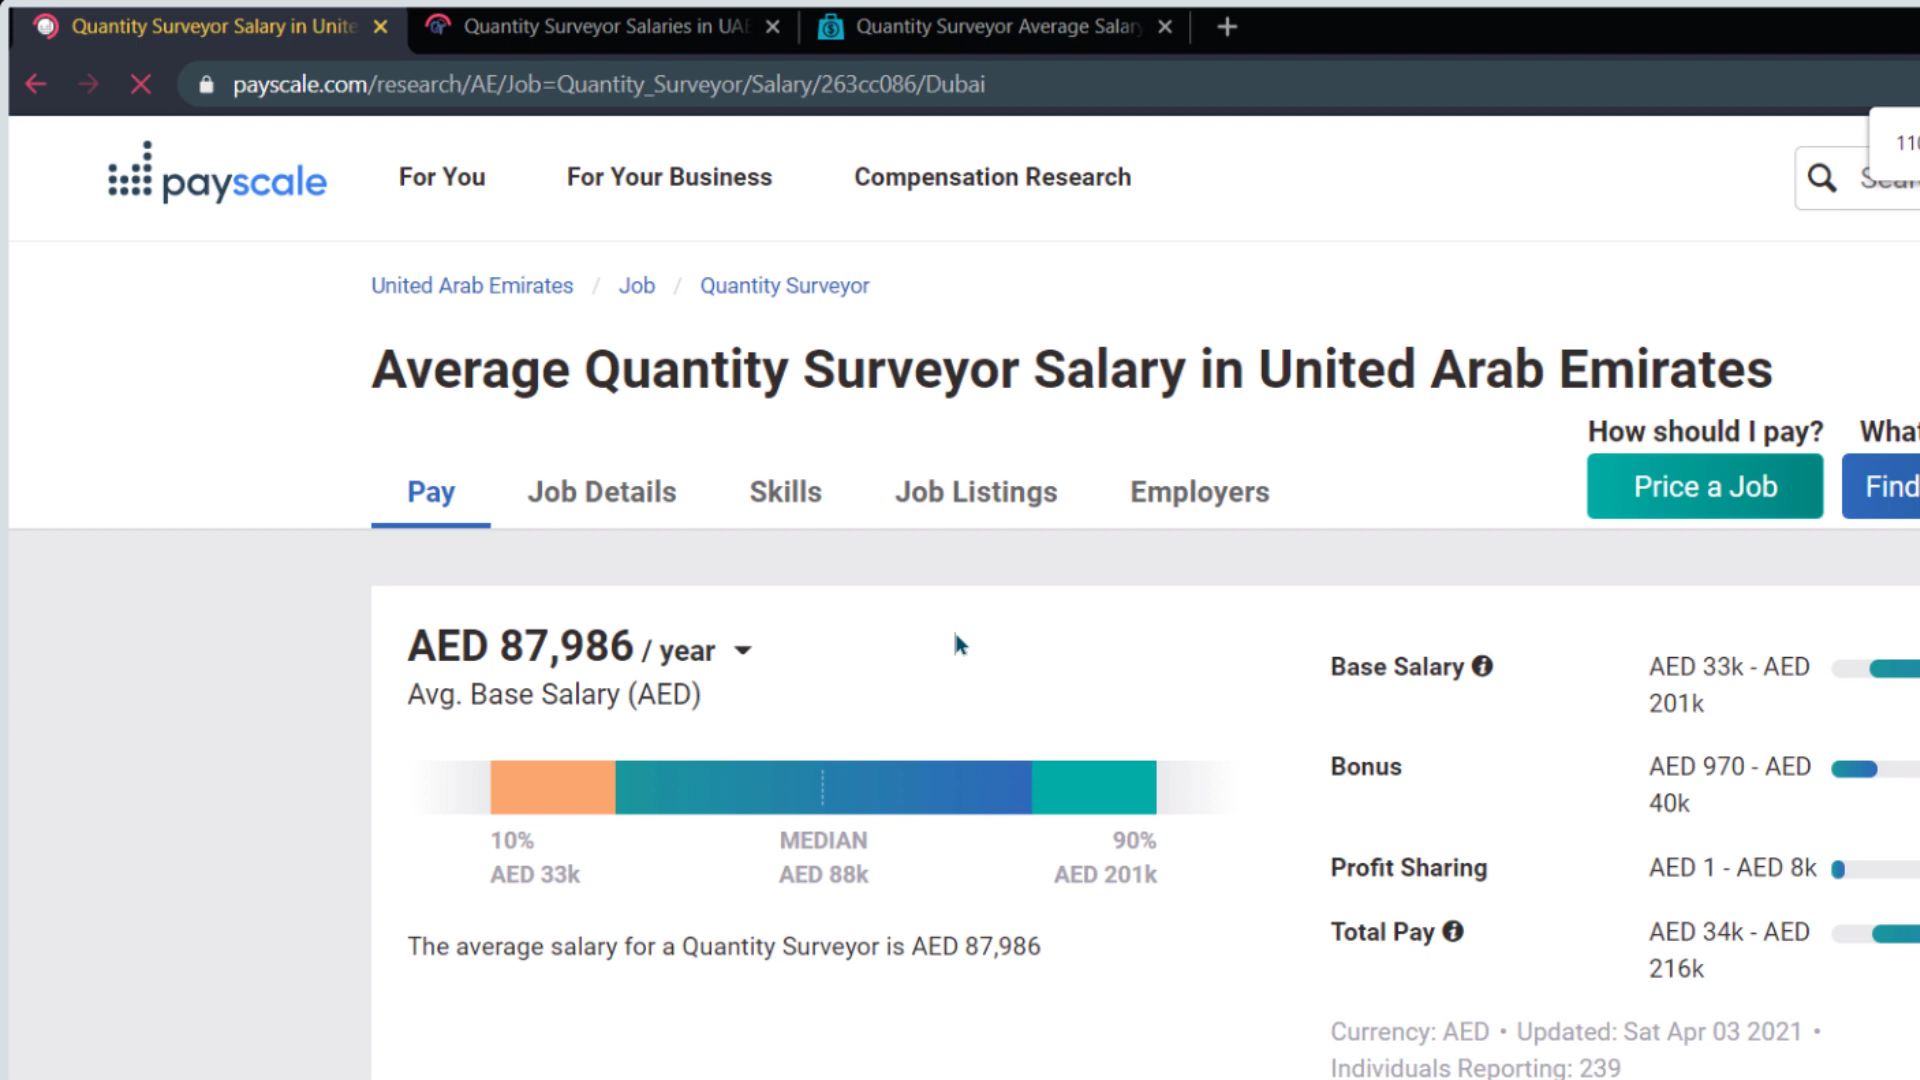 Quantity Surveyor Salary in Unite
Quantity Surveyor Salaries in UAE
Quantity Surveyor Average Salary
payscale.com/research/AE/Job=Quantity_Surveyor/Salary/263cc086/Dubai
110
payscale
For You
For Your Business
Compensation Research
United Arab Emirates / Job / Quantity Surveyor
Average Quantity Surveyor Salary in United Arab Emirates
How should I pay?
What
Pay
Job Details
Skills
Job Listings
Employers
Price a Job
Find
AED 87,986 / year
Avg. Base Salary (AED)
10%
MEDIAN
90%
AED 33k
AED 88k
AED 201k
The average salary for a Quantity Surveyor is AED 87,986
Base Salary
AED 33k - AED
201k
Bonus
AED 970 - AED
40k
Profit Sharing
AED 1 - AED 8k
Total Pay
AED 34k - AED
216k
Currency: AED • Updated: Sat Apr 03 2021 •
Individuals Reporting: 239